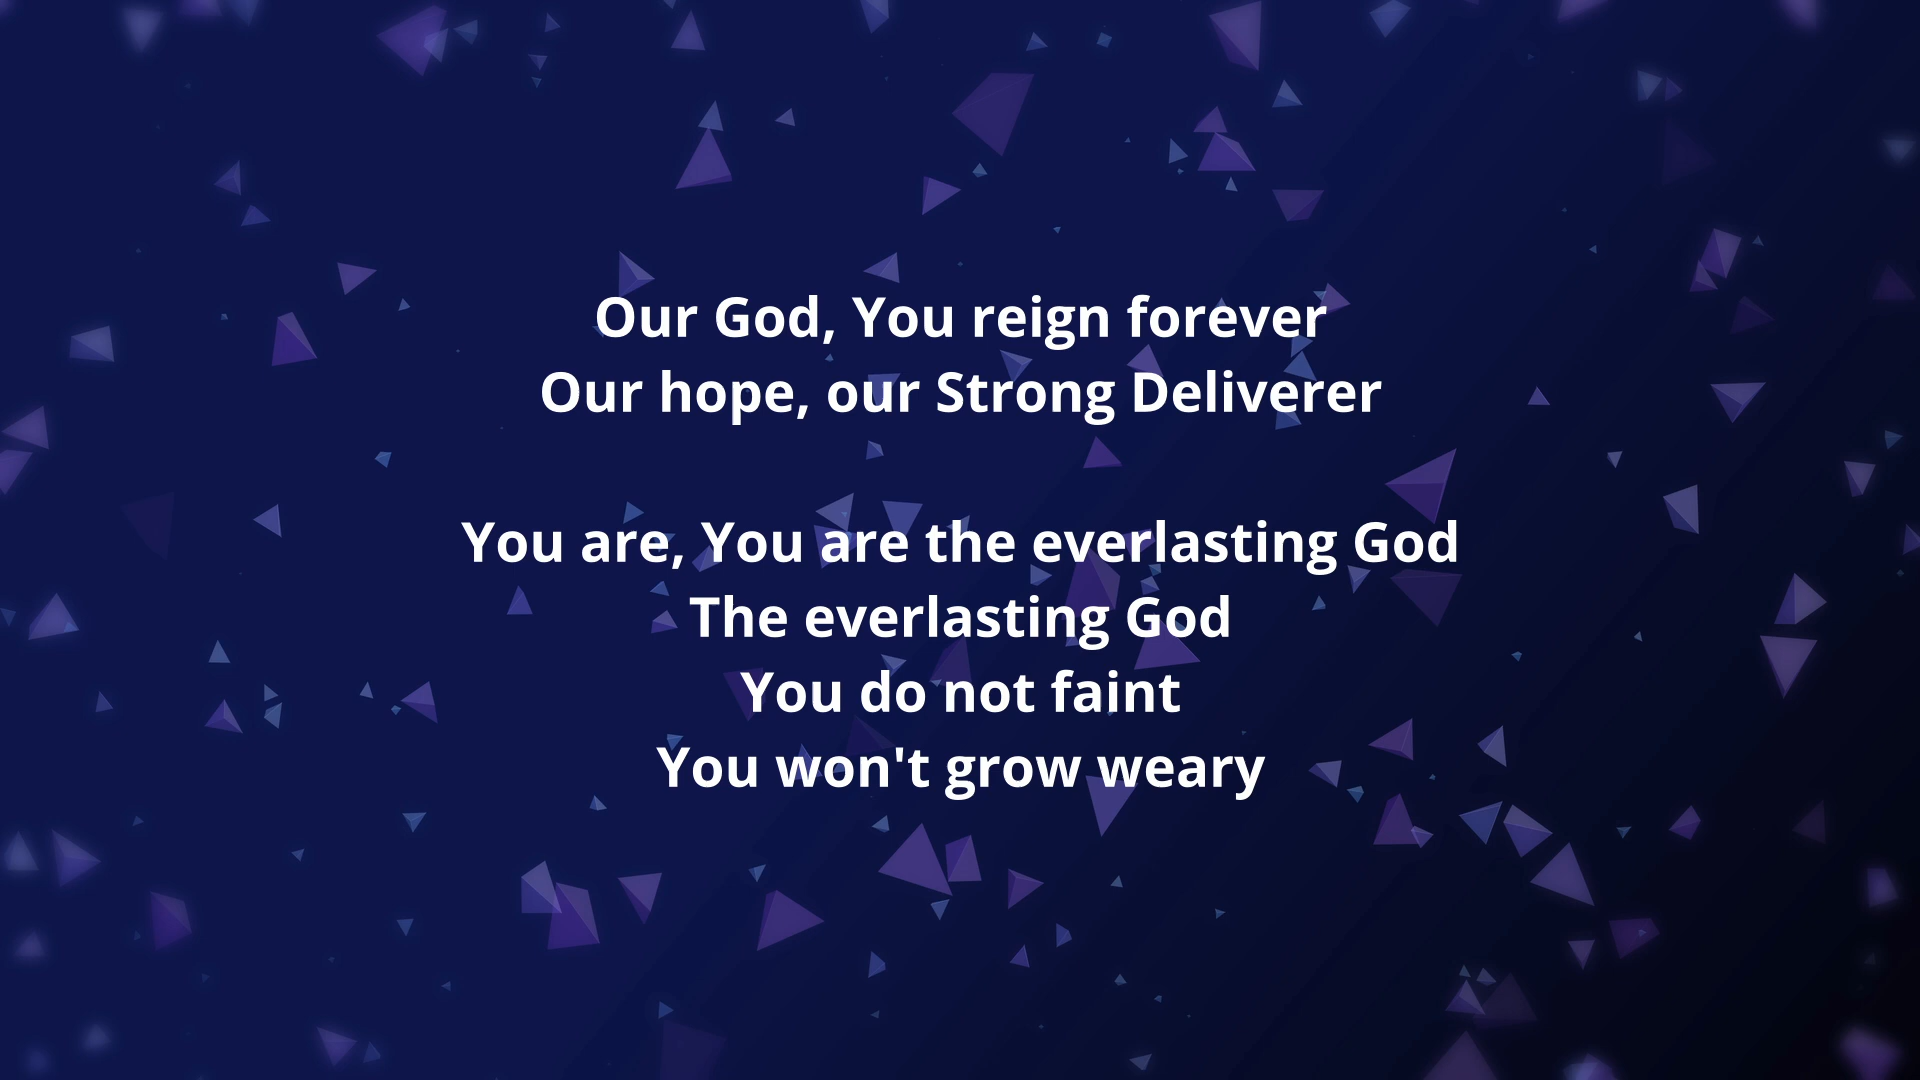 Our God, You reign forever
Our hope, our Strong Deliverer
You are, You are the everlasting God
The everlasting God
You do not faint
You won't grow weary